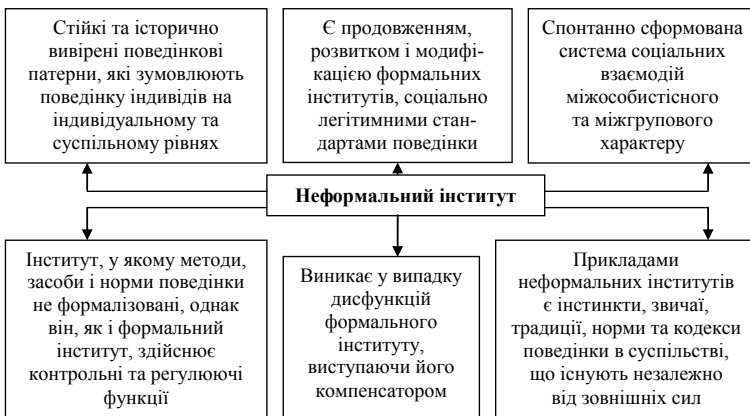 Стійкі та історично
вивірені поведінкові
патерни, які зумовлюють
поведінку індивідів на
індивідуальному та
суспільному рівнях
Є продовженням,
розвитком і модифі-
кацією формальних
інститутів, соціально
легітимними стан-
дартами поведінки
Спонтанно сформована
система соціальних
взаємодій
міжособистісного
та міжгрупового
характеру
Неформальний інститут
Інститут, у якому методи,
засоби і норми поведінки
не формалізовані, однак
він, як і формальний
інститут, здійснює
контрольні та регулюючі
функції
Виникає у випадку
дисфункцій
формального
інституту,
виступаючи його
компенсатором
Прикладами
неформальних інститутів
є інстинкти, звичаї,
традиції, норми та кодекси
поведінки в суспільстві,
що існують незалежно
від зовнішніх сил